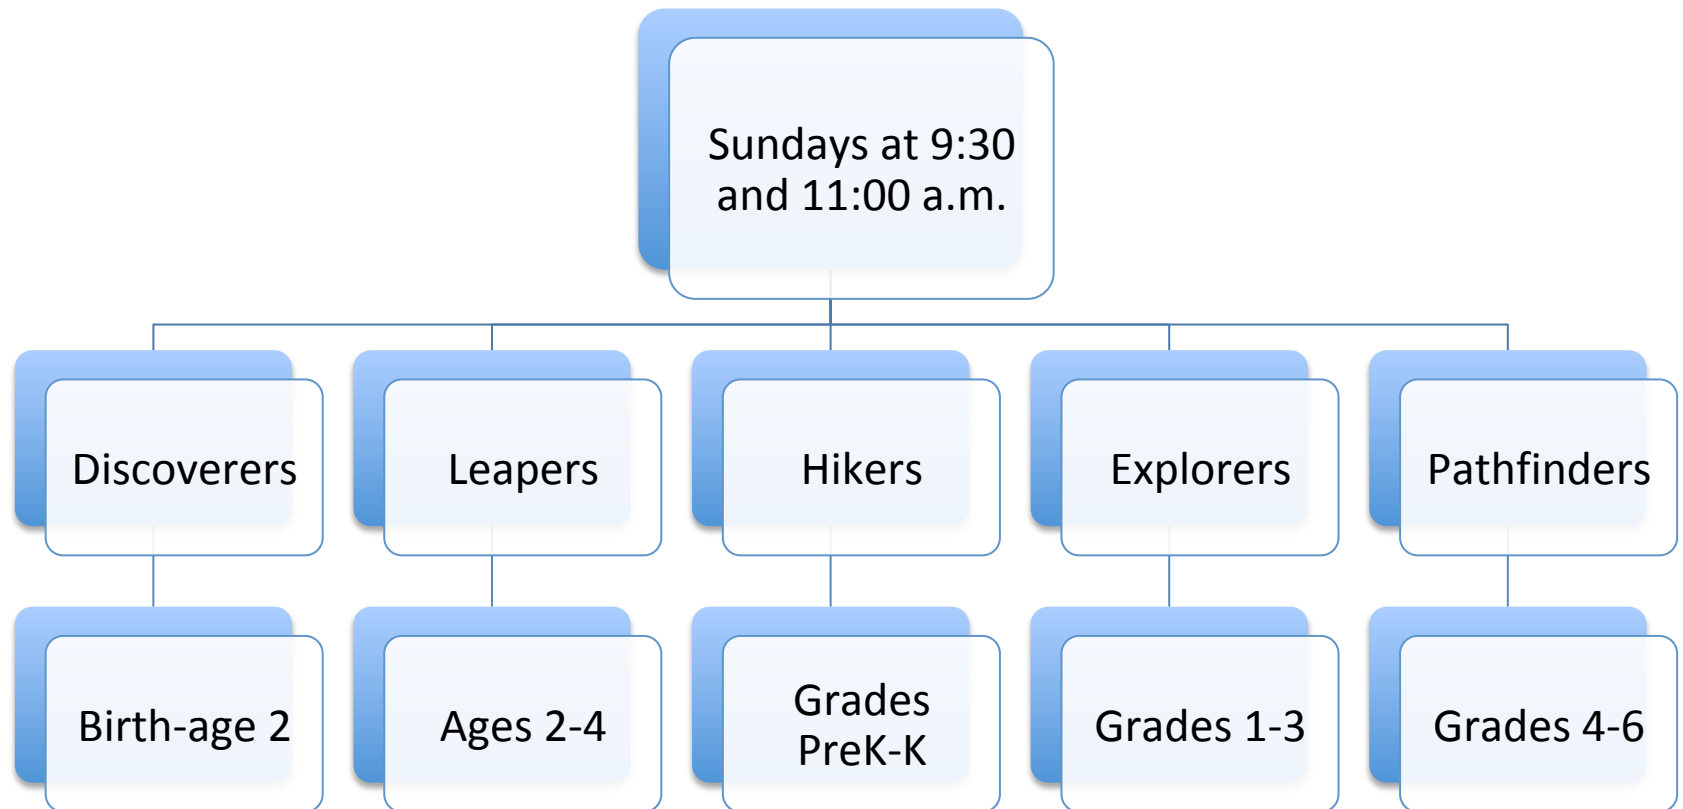 Sundays at 9:30
and 11:00 a.m.
Discoverers
Leapers
Hikers
Explorers
Pathfinders
Birth-age 2
Ages 2-4
Grades
PreK-K
Grades 1-3
Grades 4-6